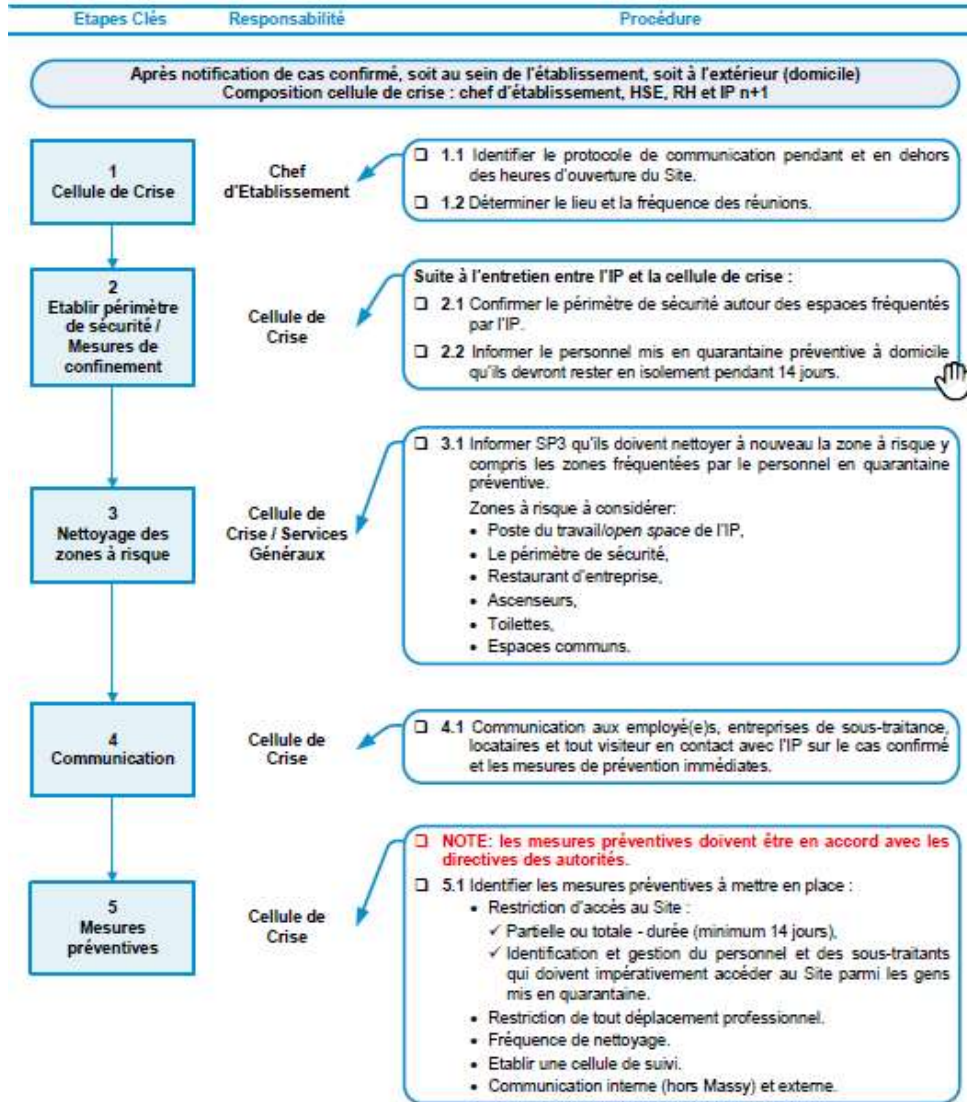 Etapes Clés Responsabilité Procédure
Après notification de cas confirmé, soit au sein de l'établissement, soit à l'extérieur (domicile)
Composition cellule de crise : chef d'établissement, HSE, RH et IP n+1
1
Cellule de Crise
Chef
d'Etablissement
❑ 1.1 Identifier le protocole de communication pendant et en dehors
des heures d'ouverture du Site.
❑ 1.2 Déterminer le lieu et la fréquence des réunions.
2
Etablir périmètre
de sécurité /
Mesures de
confinement
Cellule de
Crise
Suite à l'entretien entre l'IP et la cellule de crise :
❑ 2.1 Confirmer le périmètre de sécurité autour des espaces fréquentés
par l'IP.
❑ 2.2 Informer le personnel mis en quarantaine préventive à domicile
qu'ils devront rester en isolement pendant 14 jours.
3
Nettoyage des
zones à risque
Cellule de
Crise / Services
Généraux
❑ 3.1 Informer SP3 qu'ils doivent nettoyer à nouveau la zone à risque y
compris les zones fréquentées par le personnel en quarantaine
préventive.
Zones à risque à considérer:
• Poste du travail/open space de l'IP,
• Le périmètre de sécurité,
• Restaurant d'entreprise,
• Ascenseurs,
• Toilettes,
• Espaces communs.
4
Communication
Cellule de
Crise
❑ 4.1 Communication aux employé(e)s, entreprises de sous-traitance,
locataires et tout visiteur en contact avec l'IP sur le cas confirmé
et les mesures de prévention immédiates.
5
Mesures
préventives
Cellule de
Crise
❑ NOTE: les mesures préventives doivent être en accord avec les
directives des autorités.
❑ 5.1 Identifier les mesures préventives à mettre en place :
• Restriction d'accès au Site :
✓ Partielle ou totale - durée (minimum 14 jours),
✓ Identification et gestion du personnel et des sous-traitants
qui doivent impérativement accéder au Site parmi les gens
mis en quarantaine.
• Restriction de tout déplacement professionnel.
• Fréquence de nettoyage.
• Etablir une cellule de suivi.
• Communication interne (hors Massy) et externe.